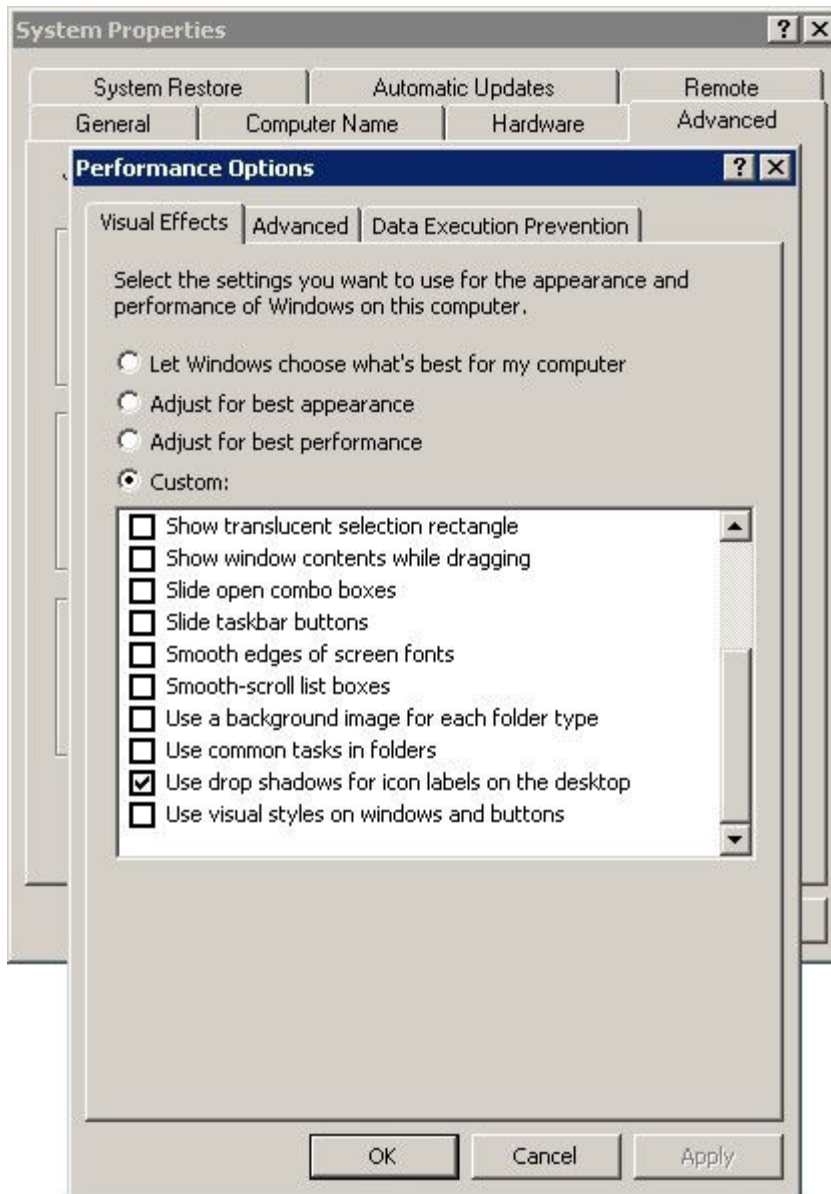 System Properties
System Restore
Automatic Updates
Remote
General
Computer Name
Hardware
Advanced
Performance Options
Visual Effects
Advanced
Data Execution Prevention
Select the settings you want to use for the appearance and
performance of Windows on this computer.
Let Windows choose what's best for my computer
Adjust for best appearance
Adjust for best performance
Custom:
Show translucent selection rectangle
Show window contents while dragging
Slide open combo boxes
Slide taskbar buttons
Smooth edges of screen fonts
Smooth-scroll list boxes
Use a background image for each folder type
Use common tasks in folders
Use drop shadows for icon labels on the desktop
Use visual styles on windows and buttons
OK
Cancel
Apply